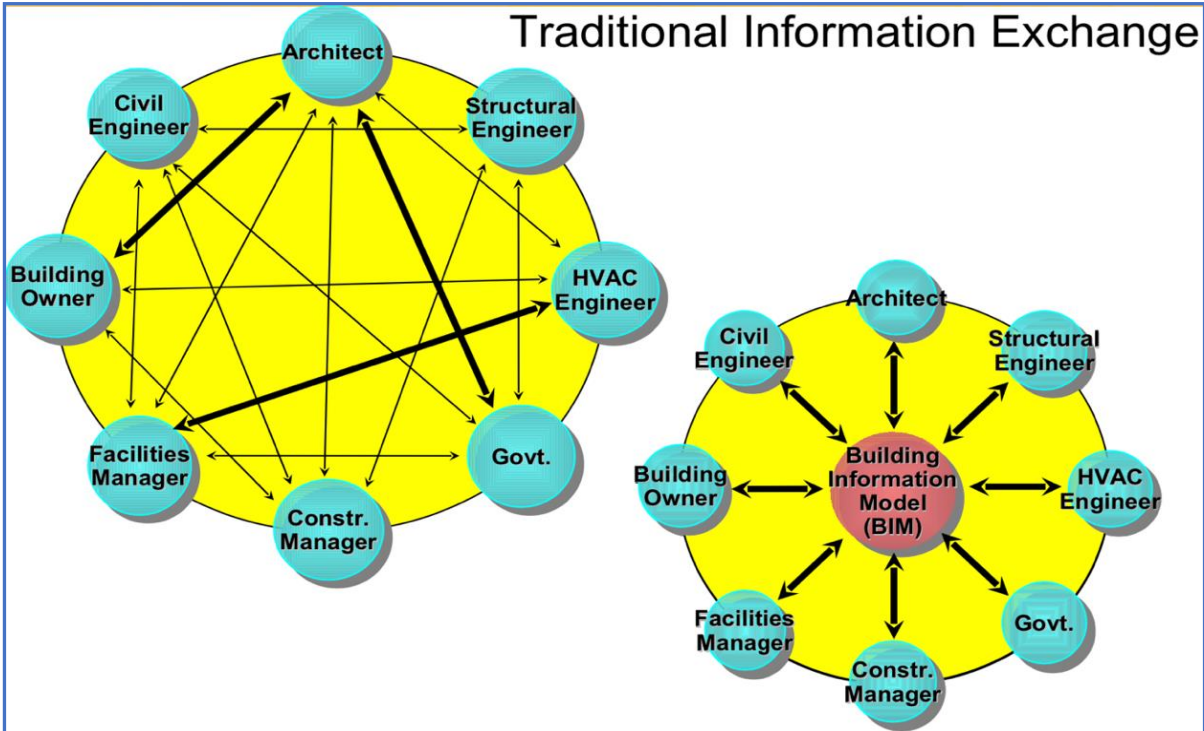 Traditional Information Exchange
Architect
Civil
Engineer
Structural
Engineer
Building
Owner
HVAC
Engineer
Facilities
Manager
Govt.
Constr.
Manager
Architect
Civil
Engineer
Structural
Engineer
Building
Owner
Building
Information
Model
(BIM)
HVAC
Engineer
Facilities
Manager
Govt.
Constr.
Manager